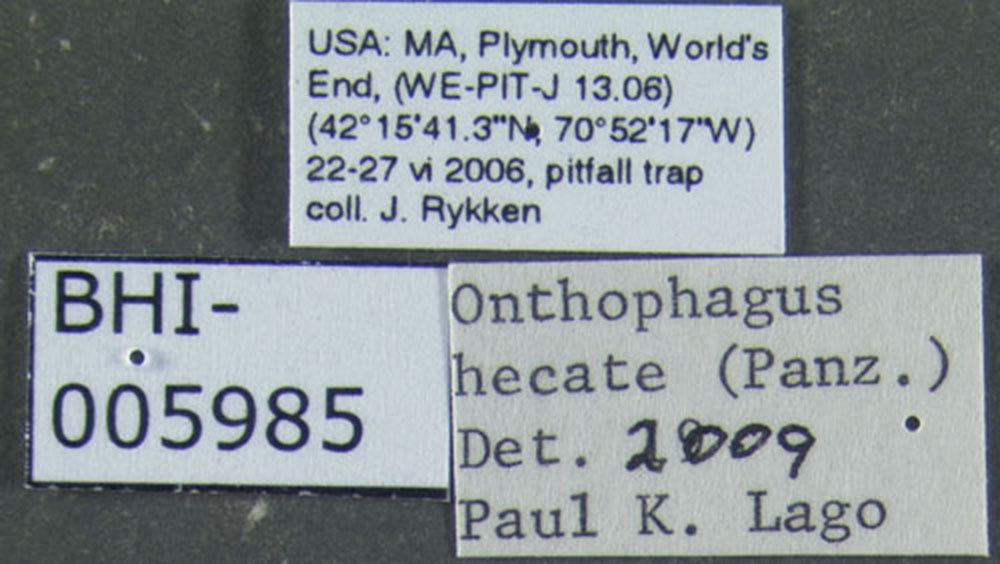 USA: MA, Plymouth, World's
End, (WE-PIT-J 13.06)
(42°15'41.3"N, 70°52'17"W)
22-27 vi 2006, pitfall trap
coll. J. Rykken
BHI-
005985
Onthophagus
hecate (Panz.)
Det. 2009
Paul K. Lago